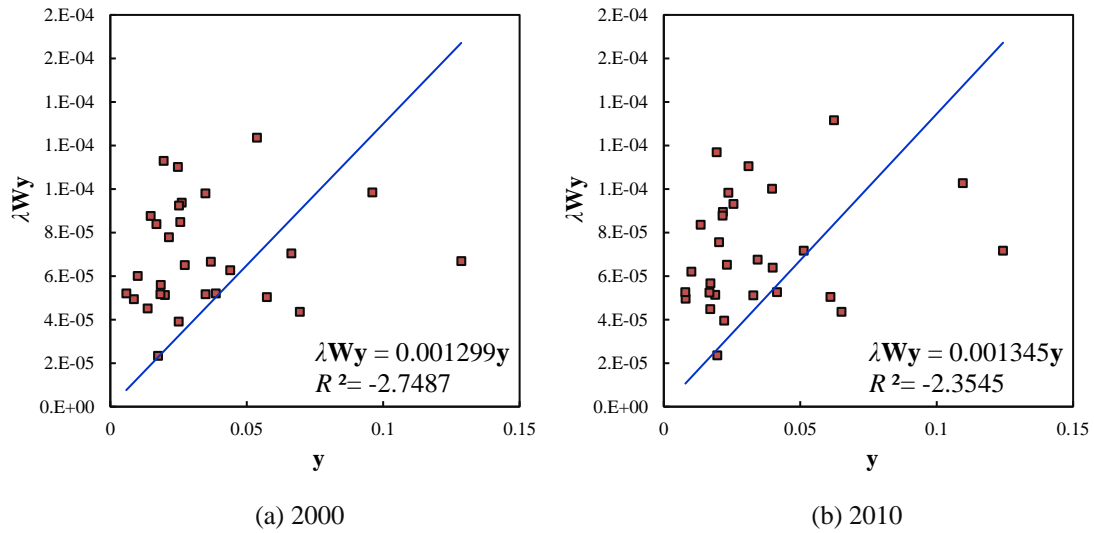 2.E-04
2.E-04
1.E-04
1.E-04
1.E-04
8.E-05
6.E-05
4.E-05
2.E-05
0.E+00
λWy
0 0.05 0.1 0.15
y
λWy = 0.001299y
R ²= -2.7487
(a) 2000
2.E-04
2.E-04
1.E-04
1.E-04
1.E-04
8.E-05
6.E-05
4.E-05
2.E-05
0.E+00
λWy
0 0.05 0.1 0.15
y
λWy = 0.001345y
R ²= -2.3545
(b) 2010